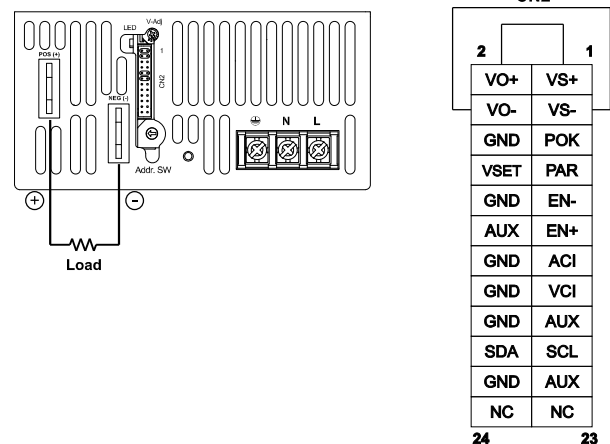 LED
V-Adj
POS (+)
1
CN2
NEG (-)
N L
Addr. SW
+ -
Load
2 1
VO+ VS+
VO- VS-
GND POK
VSET PAR
GND EN-
AUX EN+
GND ACI
GND VCI
GND AUX
SDA SCL
GND AUX
NC NC
24 23